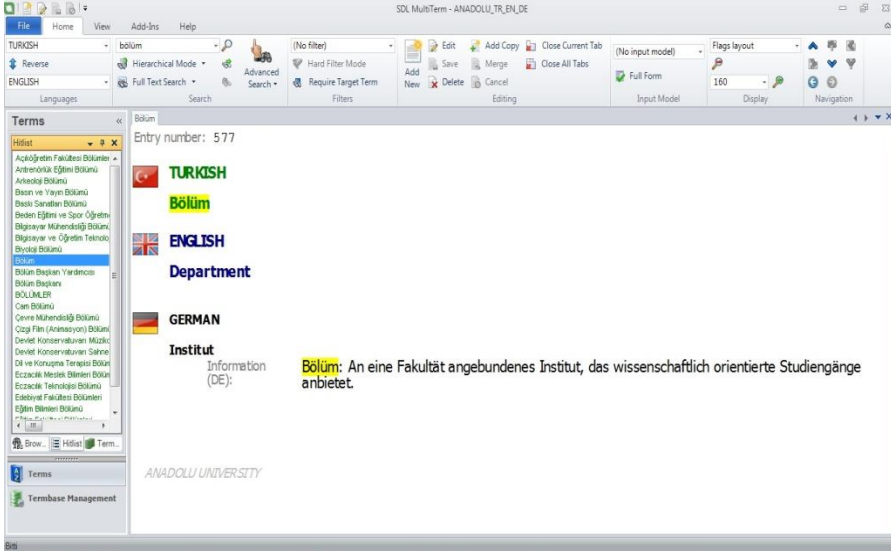 SDL MultiTerm - ANADOLU_TR_EN_DE
File Home View Add-Ins Help
TURKISH
Reverse
ENGLISH
Languages
bölüm
Hierarchical Mode
Full Text Search
Advanced Search
Search
(No filter)
Hard Filter Mode
Require Target Term
Filters
Add New
Edit
Save
Delete
Add Copy
Merge
Cancel
Close Current Tab
Close All Tabs
Editing
(No input model)
Full Form
Input Model
Flags layout
160
Display
Navigation
Terms
Hitlist
Açıköğretim Fakültesi Bölümler
Antrenörlük Eğitimi Bölümü
Arkeoloji Bölümü
Basın ve Yayın Bölümü
Baskı Sanatları Bölümü
Beden Eğitimi ve Spor Öğretme
Bilgisayar Mühendisliği Bölümü
Bilgisayar ve Öğretim Teknolo
Biyoloji Bölümü
Bölüm
Bölüm Başkan Yardımcısı
Bölüm Başkanı
BÖLÜMLER
Cam Bölümü
Çevre Mühendisliği Bölümü
Çizgi Film (Animasyon) Bölümü
Devlet Konservatuvarı Müzik
Devlet Konservatuvarı Sahne
Dil ve Konuşma Terapisi Bölüm
Eczacılık Meslek Bilimleri Bölüm
Eczacılık Teknolojisi Bölümü
Edebiyat Fakültesi Bölümleri
Eğitim Bilimleri Bölümü
Brow... Hitlist Term...
Terms
Termbase Management
Bölüm
Entry number: 577
TURKISH
Bölüm
ENGLISH
Department
GERMAN
Institut
Information (DE):
Bölüm: An eine Fakultät angebundenes Institut, das wissenschaftlich orientierte Studiengänge
anbietet.
ANADOLU UNIVERSITY
Bitti